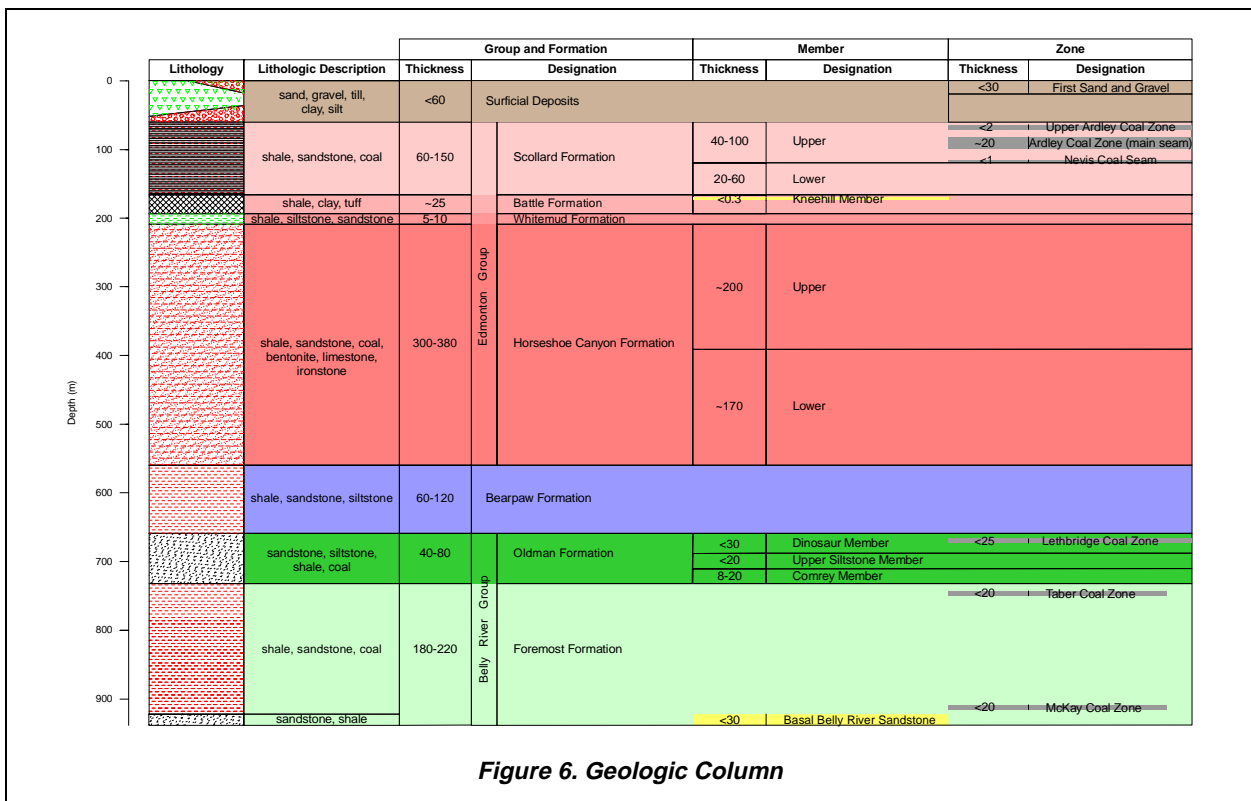 Group and Formation Member Zone
Lithology Lithologic Description Thickness Designation Thickness Designation Thickness Designation
Depth (m)
0
100
200
300
400
500
600
700
800
900
sand, gravel, till,
clay, silt
<60 Surficial Deposits
<30 First Sand and Gravel
Edmonton Group
shale, sandstone, coal 60-150 Scollard Formation
40-100 Upper
<2 Upper Ardley Coal Zone
~20 Ardley Coal Zone (main seam)
<1 Nevis Coal Seam
20-60 Lower
shale, clay, tuff ~25 Battle Formation <0.3 Kneehill Member
shale, siltstone, sandstone 5-10 Whitemud Formation
shale, sandstone, coal,
bentonite, limestone,
ironstone
300-380 Horseshoe Canyon Formation
~200 Upper
~170 Lower
shale, sandstone, siltstone 60-120 Bearpaw Formation
Belly River Group
sandstone, siltstone,
shale, coal
40-80 Oldman Formation
<30 Dinosaur Member <25 Lethbridge Coal Zone
<20 Upper Siltstone Member
8-20 Comrey Member
<20 Taber Coal Zone
shale, sandstone, coal 180-220 Foremost Formation
<20 McKay Coal Zone
sandstone, shale
<30 Basal Belly River Sandstone
Figure 6. Geologic Column